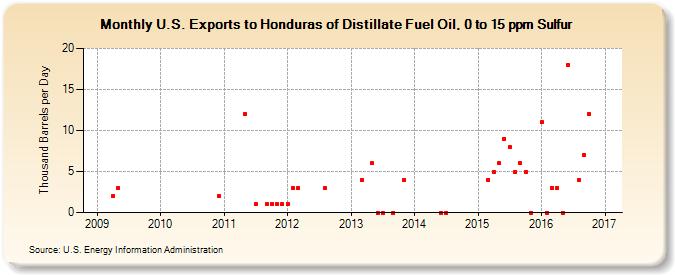 Monthly U.S. Exports to Honduras of Distillate Fuel Oil, 0 to 15 ppm Sulfur
Thousand Barrels per Day
20
15
10
5
0
2009 2010 2011 2012 2013 2014 2015 2016 2017
Source: U.S. Energy Information Administration